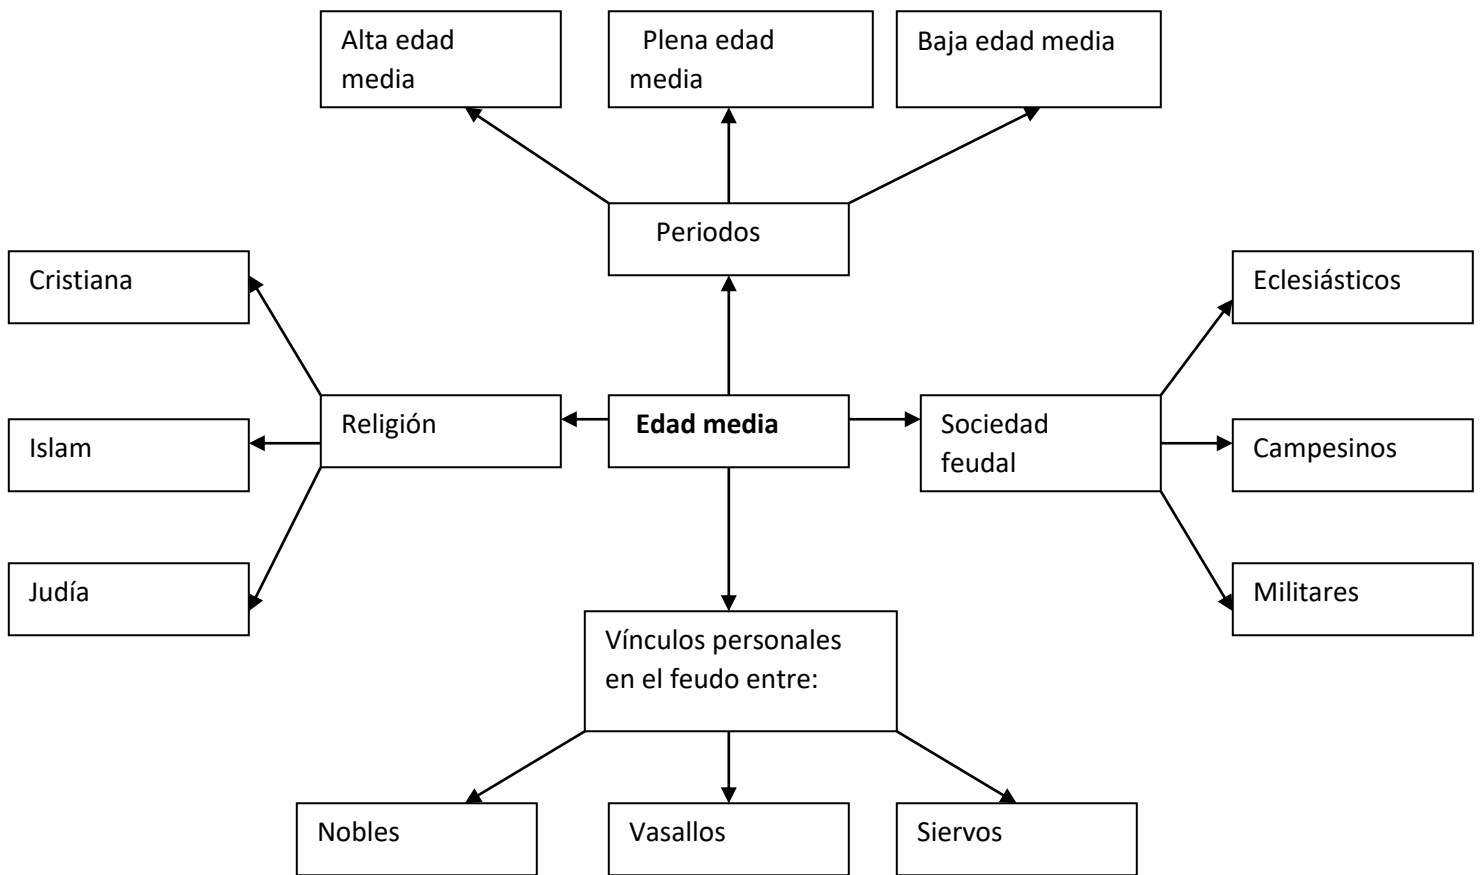 Alta edad
media
Plena edad
media
Baja edad media
Periodos
Cristiana
Eclesiásticos
Religión
Edad media
Sociedad
feudal
Islam
Campesinos
Judía
Militares
Vínculos personales
en el feudo entre:
Nobles
Vasallos
Siervos